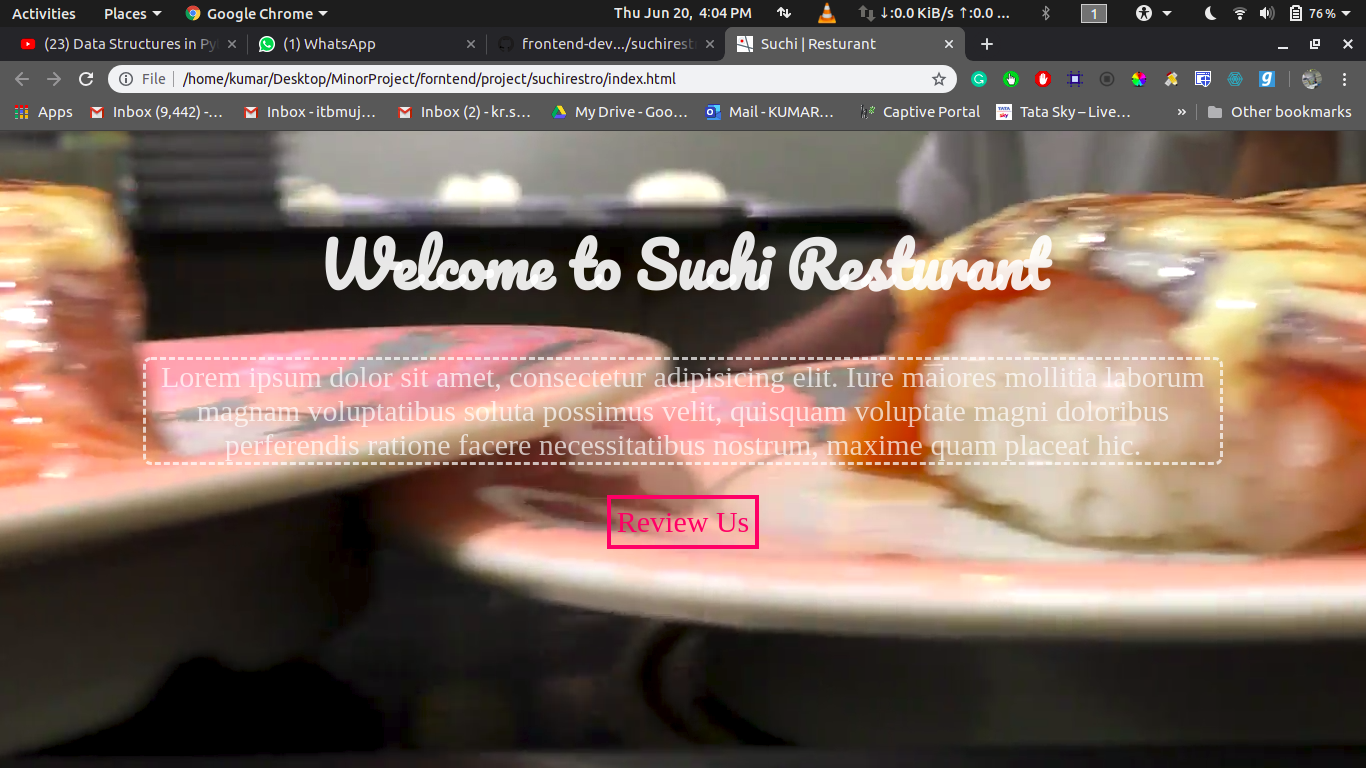 Activities Places Google Chrome Thu Jun 20, 4:04 PM ↓:0.0 KiB/s ↑:0.0 ... 1 76 %
(23) Data Structures in Py (1) WhatsApp frontend-dev.../suchirest Suchi | Resturant
File /home/kumar/Desktop/MinorProject/forntend/project/suchirestro/index.html
Apps Inbox (9,442) -... Inbox - itbmuj... Inbox (2) - kr.s... My Drive - Goo... Mail - KUMAR... Captive Portal TATA sky Tata Sky – Live... » Other bookmarks
Welcome to Suchi Resturant
Lorem ipsum dolor sit amet, consectetur adipisicing elit. Iure maiores mollitia laborum
magnam voluptatibus soluta possimus velit, quisquam voluptate magni doloribus
perferendis ratione facere necessitatibus nostrum, maxime quam placeat hic.
Review Us